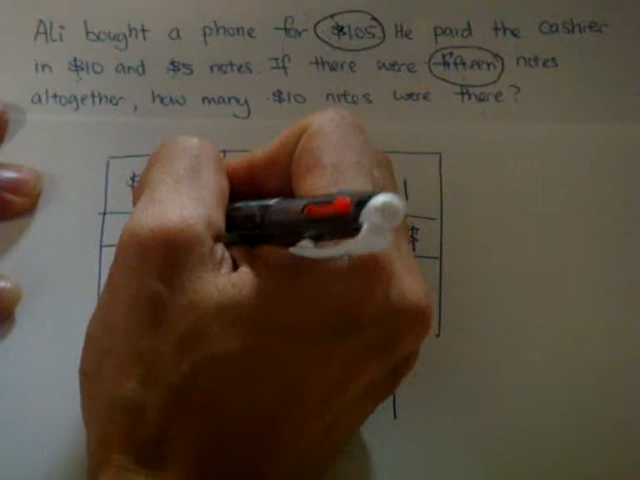 Ali bought a phone for $105. He paid the cashier
in $10 and $5 notes. If there were fifteen notes
altogether, how many $10 notes were there?
$
$